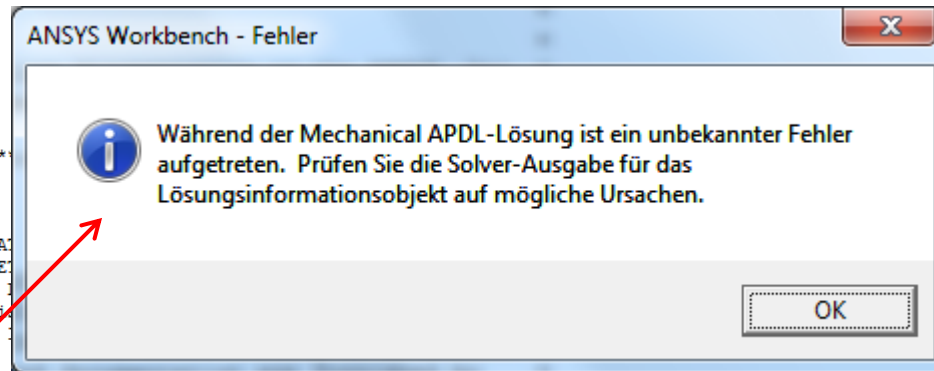 ANSYS Workbench - Fehler
Während der Mechanical APDL-Lösung ist ein unbekannter Fehler
aufgetreten. Prüfen Sie die Solver-Ausgabe für das
Lösungsinformationsobjekt auf mögliche Ursachen.
OK